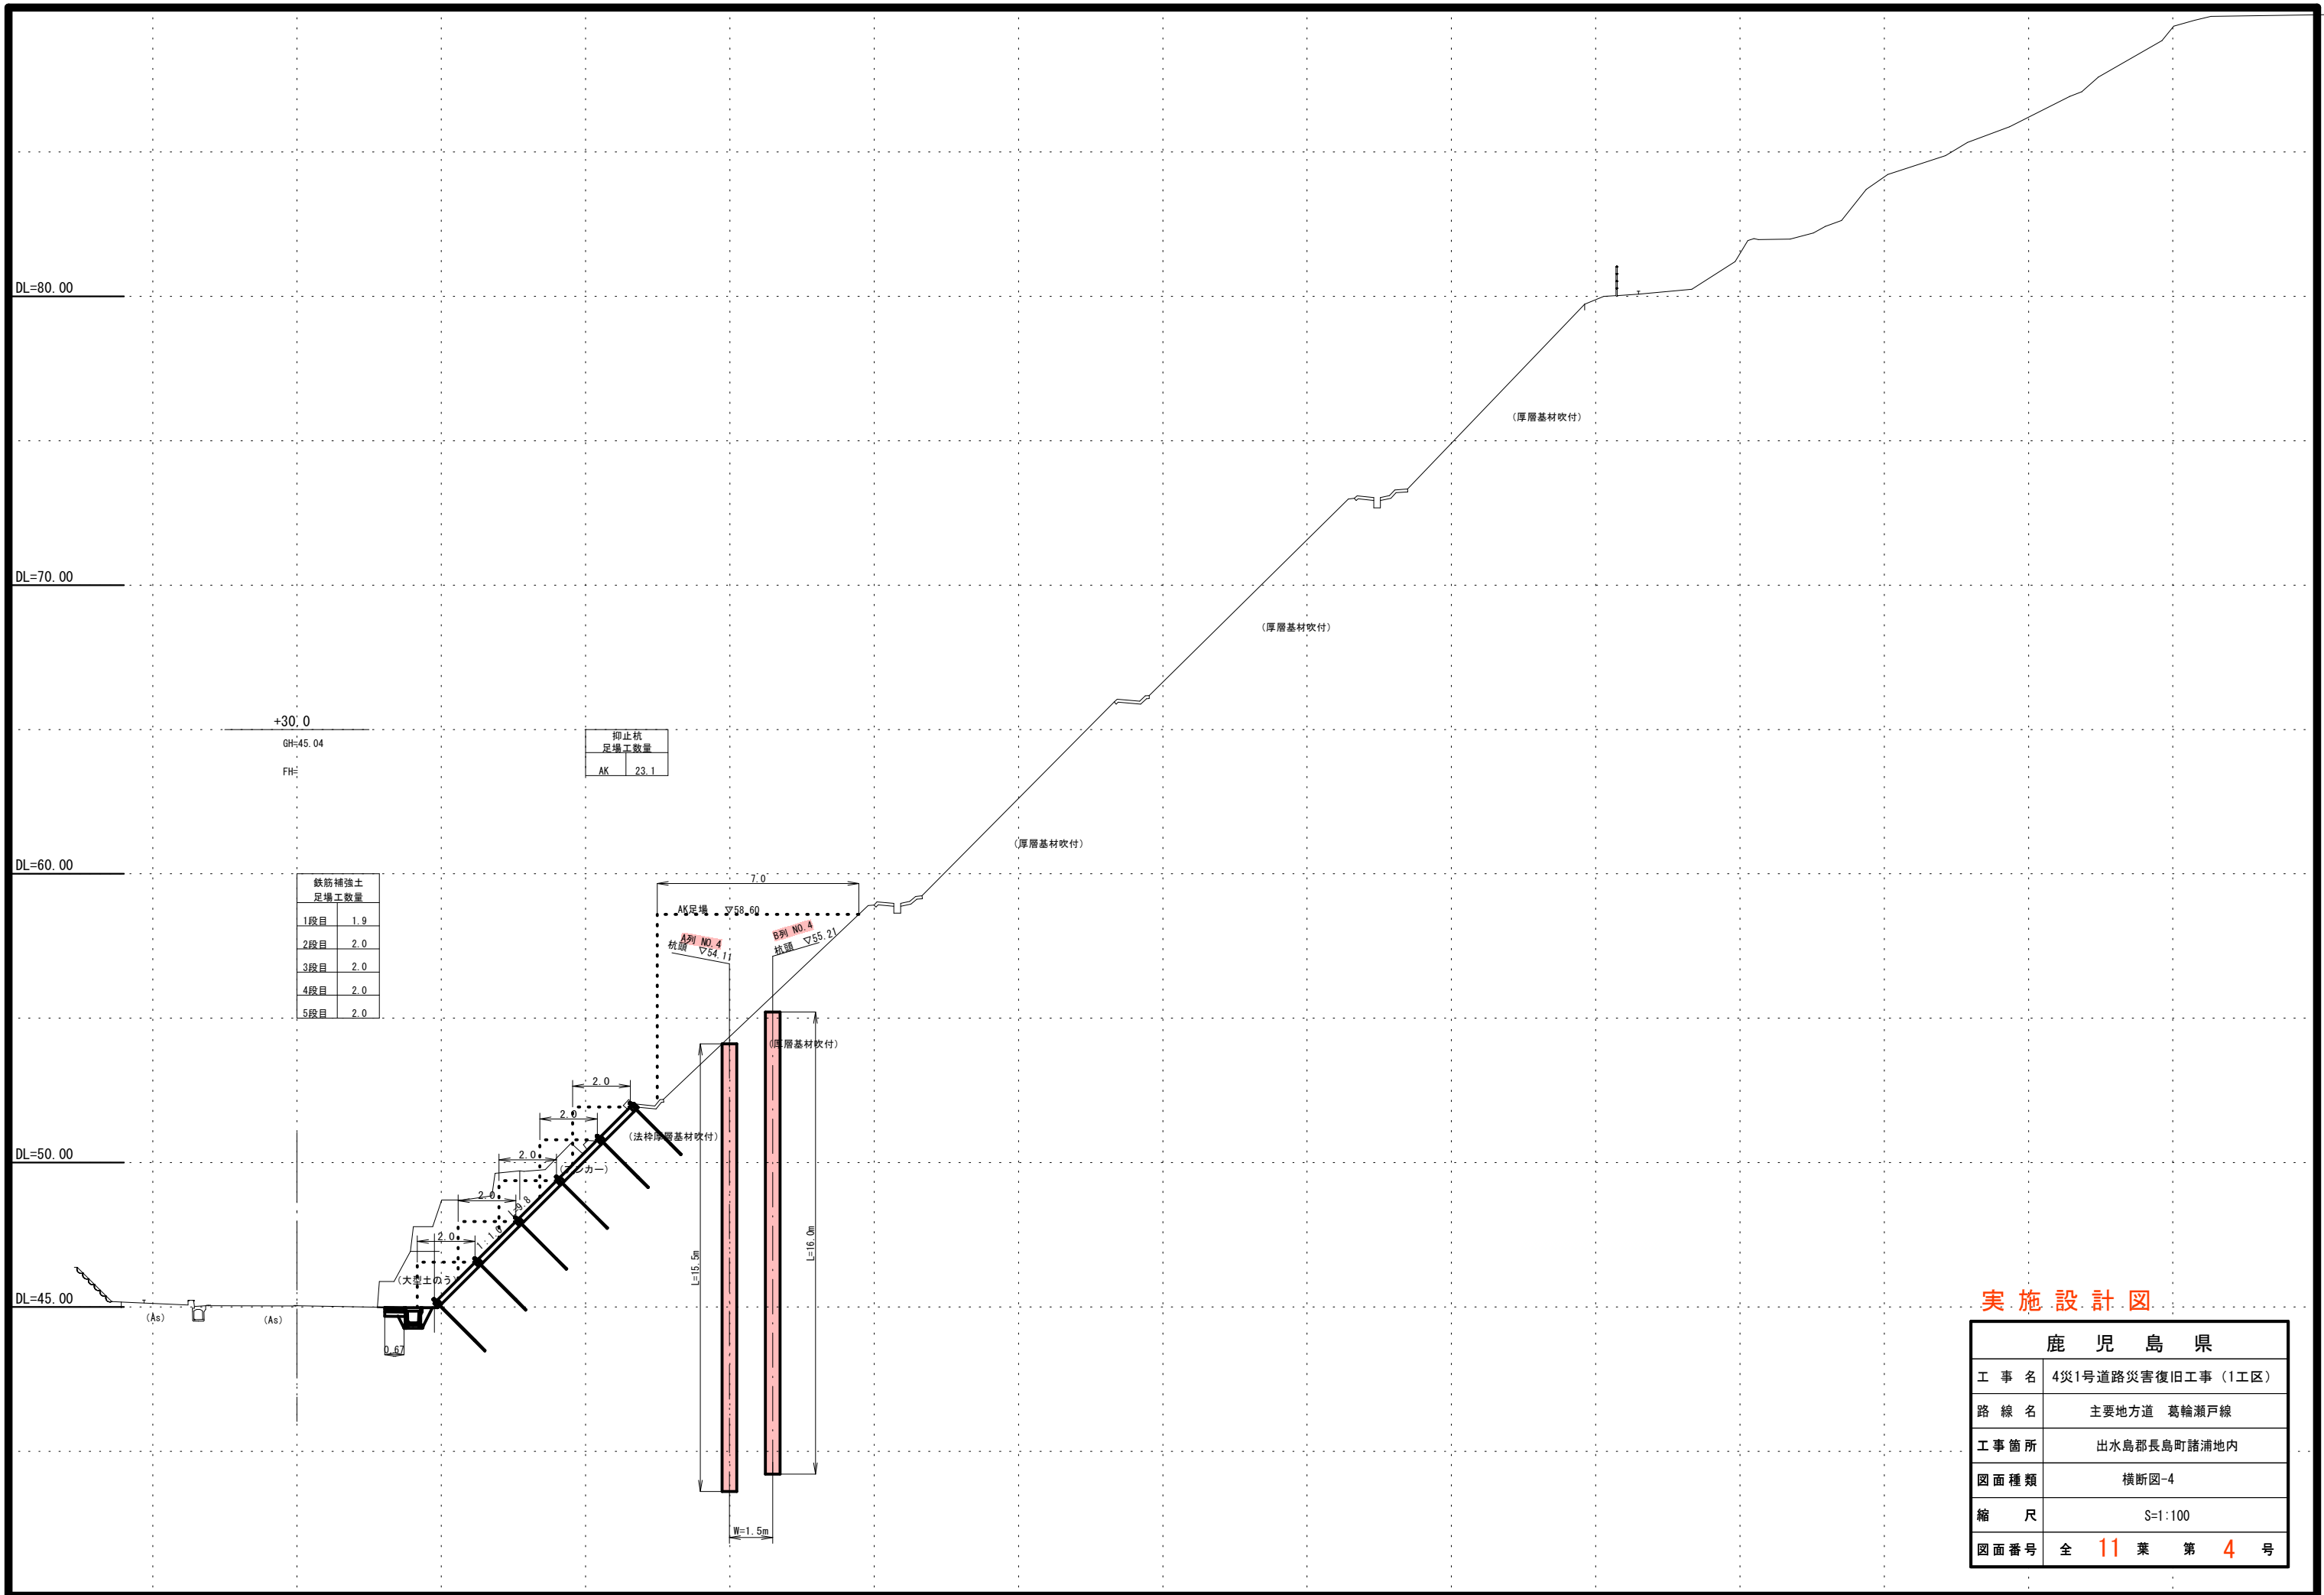 DL=80.00
(厚層基材吹付)
DL=70.00
(厚層基材吹付)
+30.0
GH=45.04
FH=
抑止杭
足場工数量
AK 23.1
(厚層基材吹付)
DL=60.00
鉄筋補強土
足場工数量
1段目 1.9
2段目 2.0
3段目 2.0
4段目 2.0
5段目 2.0
7.0
AK足場 ▽58.60
A列 NO.4
杭頭 ▽54.11
B列 NO.4
杭頭 ▽55.21
(厚層基材吹付)
2.0
2.0
(法枠厚層基材吹付)
DL=50.00
2.0
(アンカー)
2.0
9.8
2.0
1:1.0
L=15.5m
L=16.0m
(大型土のう)
DL=45.00
(As)
(As)
0.67
W=1.5m
実施設計図
鹿児島県
工事名 4災1号道路災害復旧工事(1工区)
路線名 主要地方道 葛輪瀬戸線
工事箇所 出水島郡長島町諸浦地内
図面種類 横断図-4
縮尺 S=1:100
図面番号 全 11 葉 第 4 号